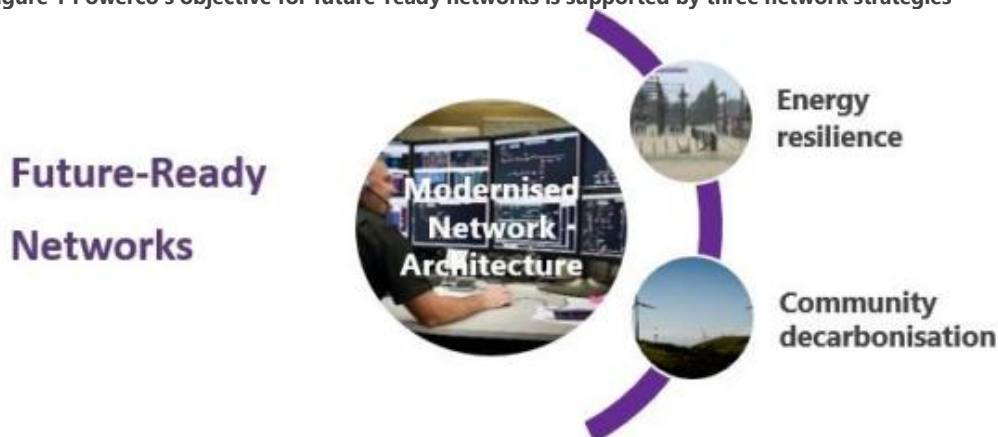 Figure 1 Powerco's objective for future-ready networks is supported by three network strategies
Future-Ready
Networks
Modernised
Network
Architecture
Energy
resilience
Community
decarbonisation